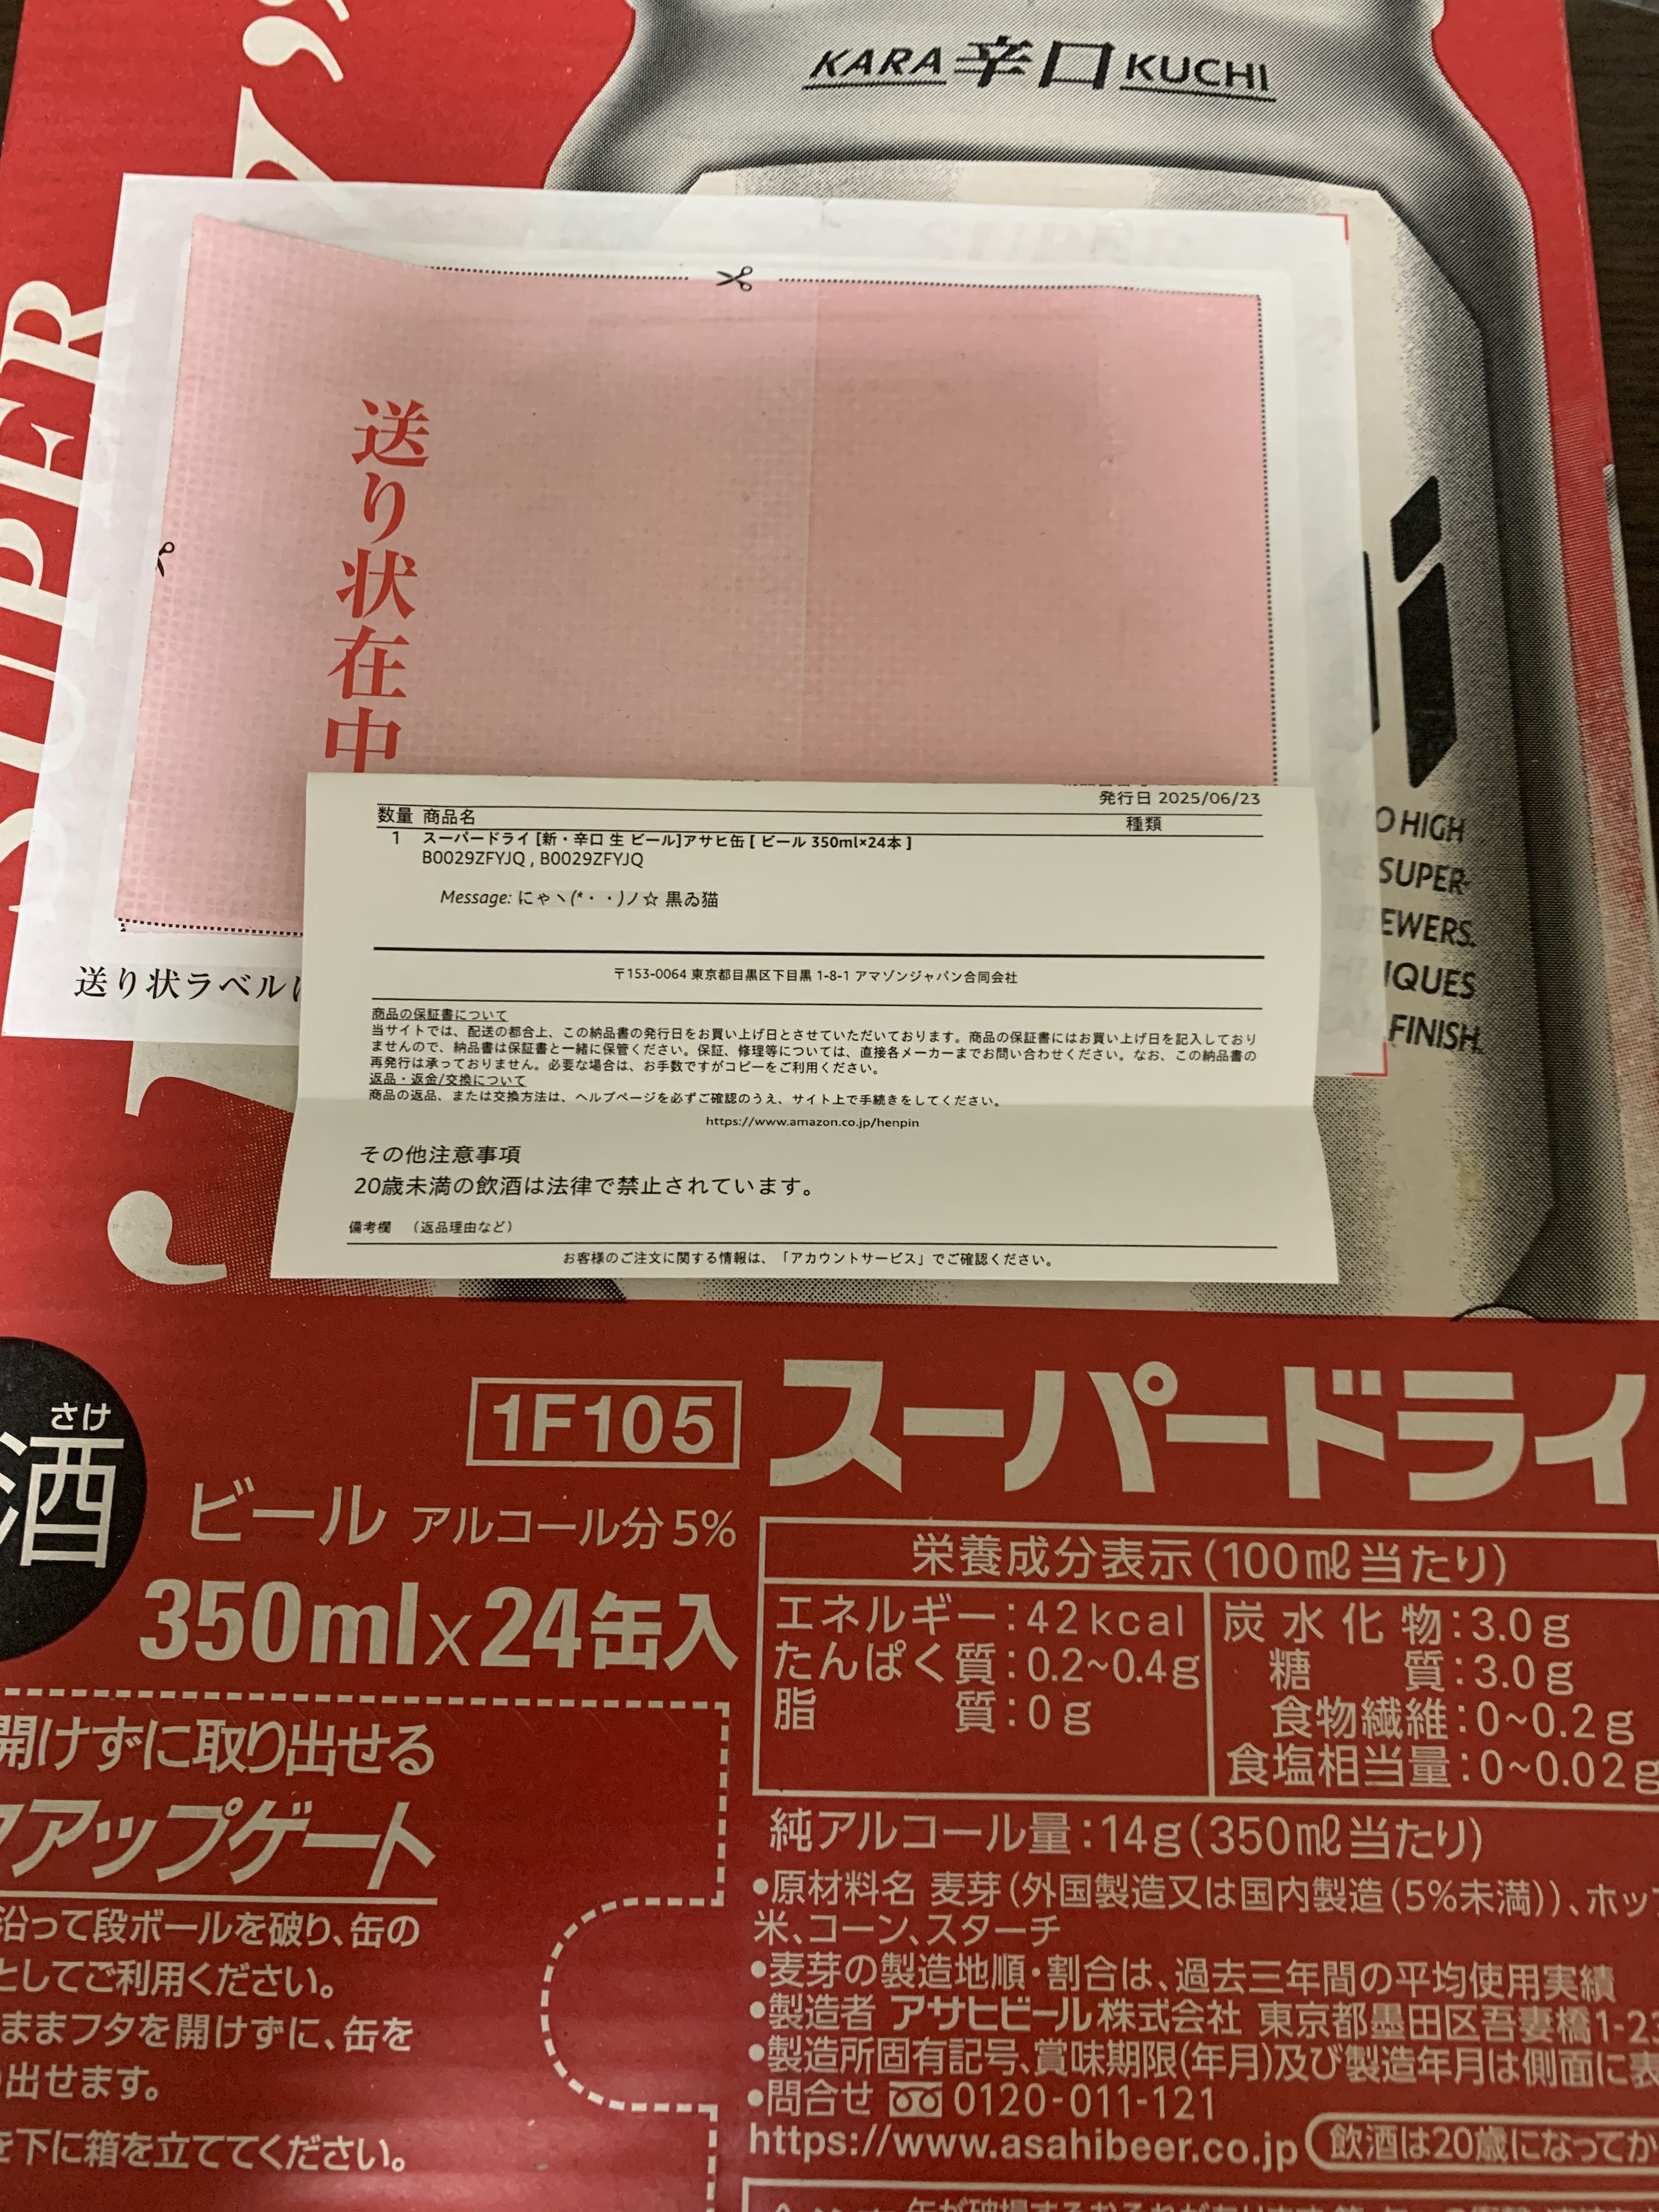 KARA 辛口 KUCHI
SUPER
送り状在中
送り状ラベル
発行日 2025/06/23
数量 商品名 種類
1 スーパードライ [新・辛口 生 ビール]アサヒ缶 [ ビール 350ml×24本 ]
B0029ZFYJQ , B0029ZFYJQ
Message: にゃヽ(*・・)ノ☆ 黒ゐ猫
〒153-0064 東京都目黒区下目黒 1-8-1 アマゾンジャパン合同会社
商品の保証書について
当サイトでは、配送の都合上、この納品書の発行日をお買い上げ日とさせていただいております。商品の保証書にはお買い上げ日を記入しており
ませんので、納品書は保証書と一緒に保管ください。保証、修理等については、直接各メーカーまでお問い合わせください。なお、この納品書の
再発行は承っておりません。必要な場合は、お手数ですがコピーをご利用ください。
返品・返金/交換について
商品の返品、または交換方法は、ヘルプページを必ずご確認のうえ、サイト上で手続きをしてください。
https://www.amazon.co.jp/henpin
その他注意事項
20歳未満の飲酒は法律で禁止されています。
備考欄 （返品理由など）
お客様のご注文に関する情報は、「アカウントサービス」でご確認ください。
O HIGH
SUPER-
EWERS.
IQUES
FINISH.
さけ
酒
1F105
スーパードライ
ビール アルコール分5%
350ml×24缶入
栄養成分表示(100㎖当たり)
エネルギー:42kcal
たんぱく質:0.2~0.4g
脂質:0g
炭水化物:3.0g
糖質:3.0g
食物繊維:0~0.2g
食塩相当量:0~0.02g
純アルコール量:14g(350㎖当たり)
•原材料名 麦芽(外国製造又は国内製造(5%未満))、ホップ
米、コーン、スターチ
•麦芽の製造地順・割合は、過去三年間の平均使用実績
•製造者 アサヒビール株式会社 東京都墨田区吾妻橋1-23
•製造所固有記号、賞味期限(年月)及び製造年月は側面に表
•問合せ 0120-011-121
https://www.asahibeer.co.jp 飲酒は20歳になってか
開けずに取り出せる
アップゲート
沿って段ボールを破り、缶の
としてご利用ください。
ままフタを開けずに、缶を
出せます。
を下に箱を立ててください。